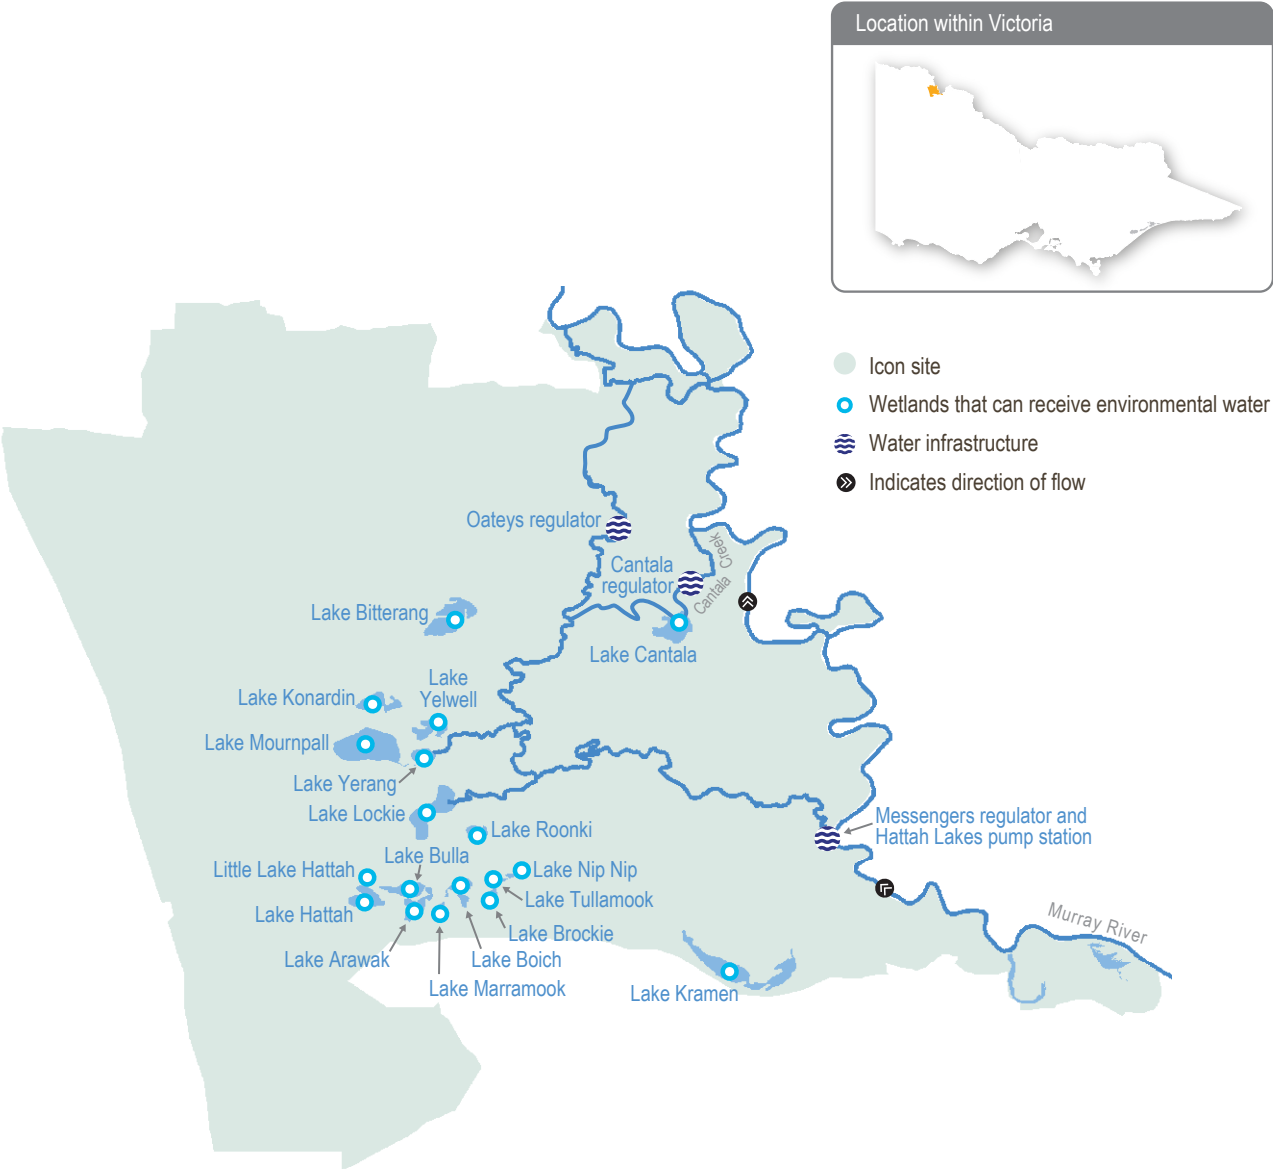 Location within Victoria
Icon site
Wetlands that can receive environmental water
Water infrastructure
Indicates direction of flow
Oateys regulator
Cantala
regulator
Cantala Creek
Lake Bitterang
Lake Cantala
Lake
Yelwell
Lake Konardin
Lake Mournpall
Lake Yerang
Lake Lockie
Messengers regulator and
Hattah Lakes pump station
Lake Roonki
Lake Bulla
Little Lake Hattah
Lake Nip Nip
Lake Tullamook
Lake Hattah
Lake Brockie
Murray River
Lake Arawak
Lake Boich
Lake Marramook
Lake Kramen